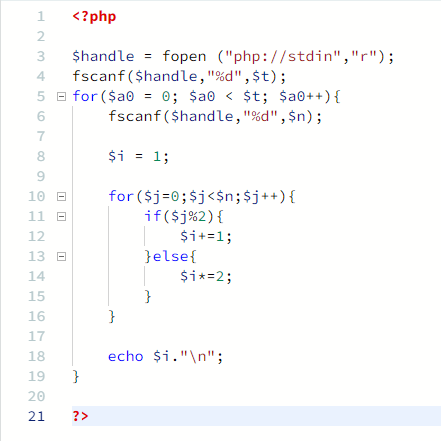 1 <?php
2
3 $handle = fopen ("php://stdin","r");
4 fscanf($handle,"%d",$t);
5 for($a0 = 0; $a0 < $t; $a0++){
6     fscanf($handle,"%d",$n);
7
8     $i = 1;
9
10     for($j=0;$j<$n;$j++){
11         if($j%2){
12             $i+=1;
13         }else{
14             $i*=2;
15         }
16     }
17
18     echo $i."\n";
19 }
20
21 ?>